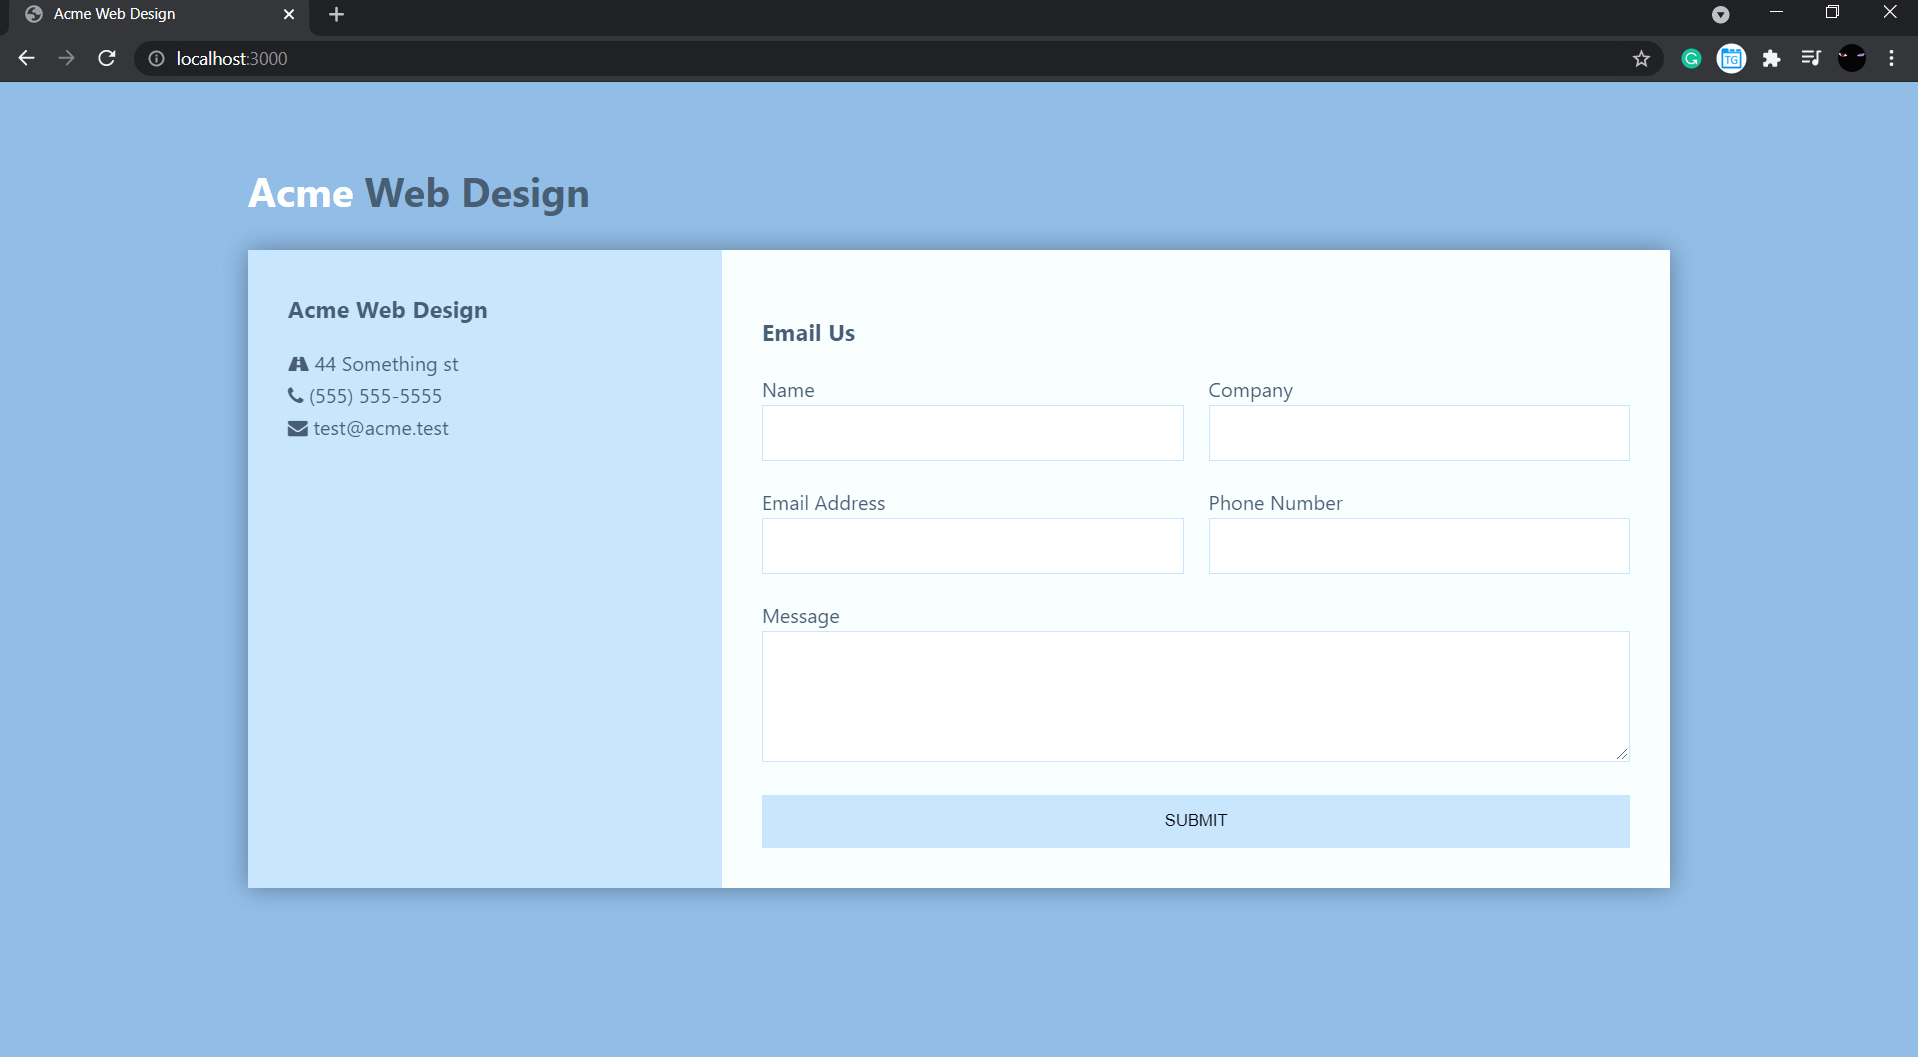 Acme Web Design
localhost:3000
TG
Acme Web Design
Acme Web Design
44 Something st
(555) 555-5555
test@acme.test
Email Us
Name
Company
Email Address
Phone Number
Message
SUBMIT